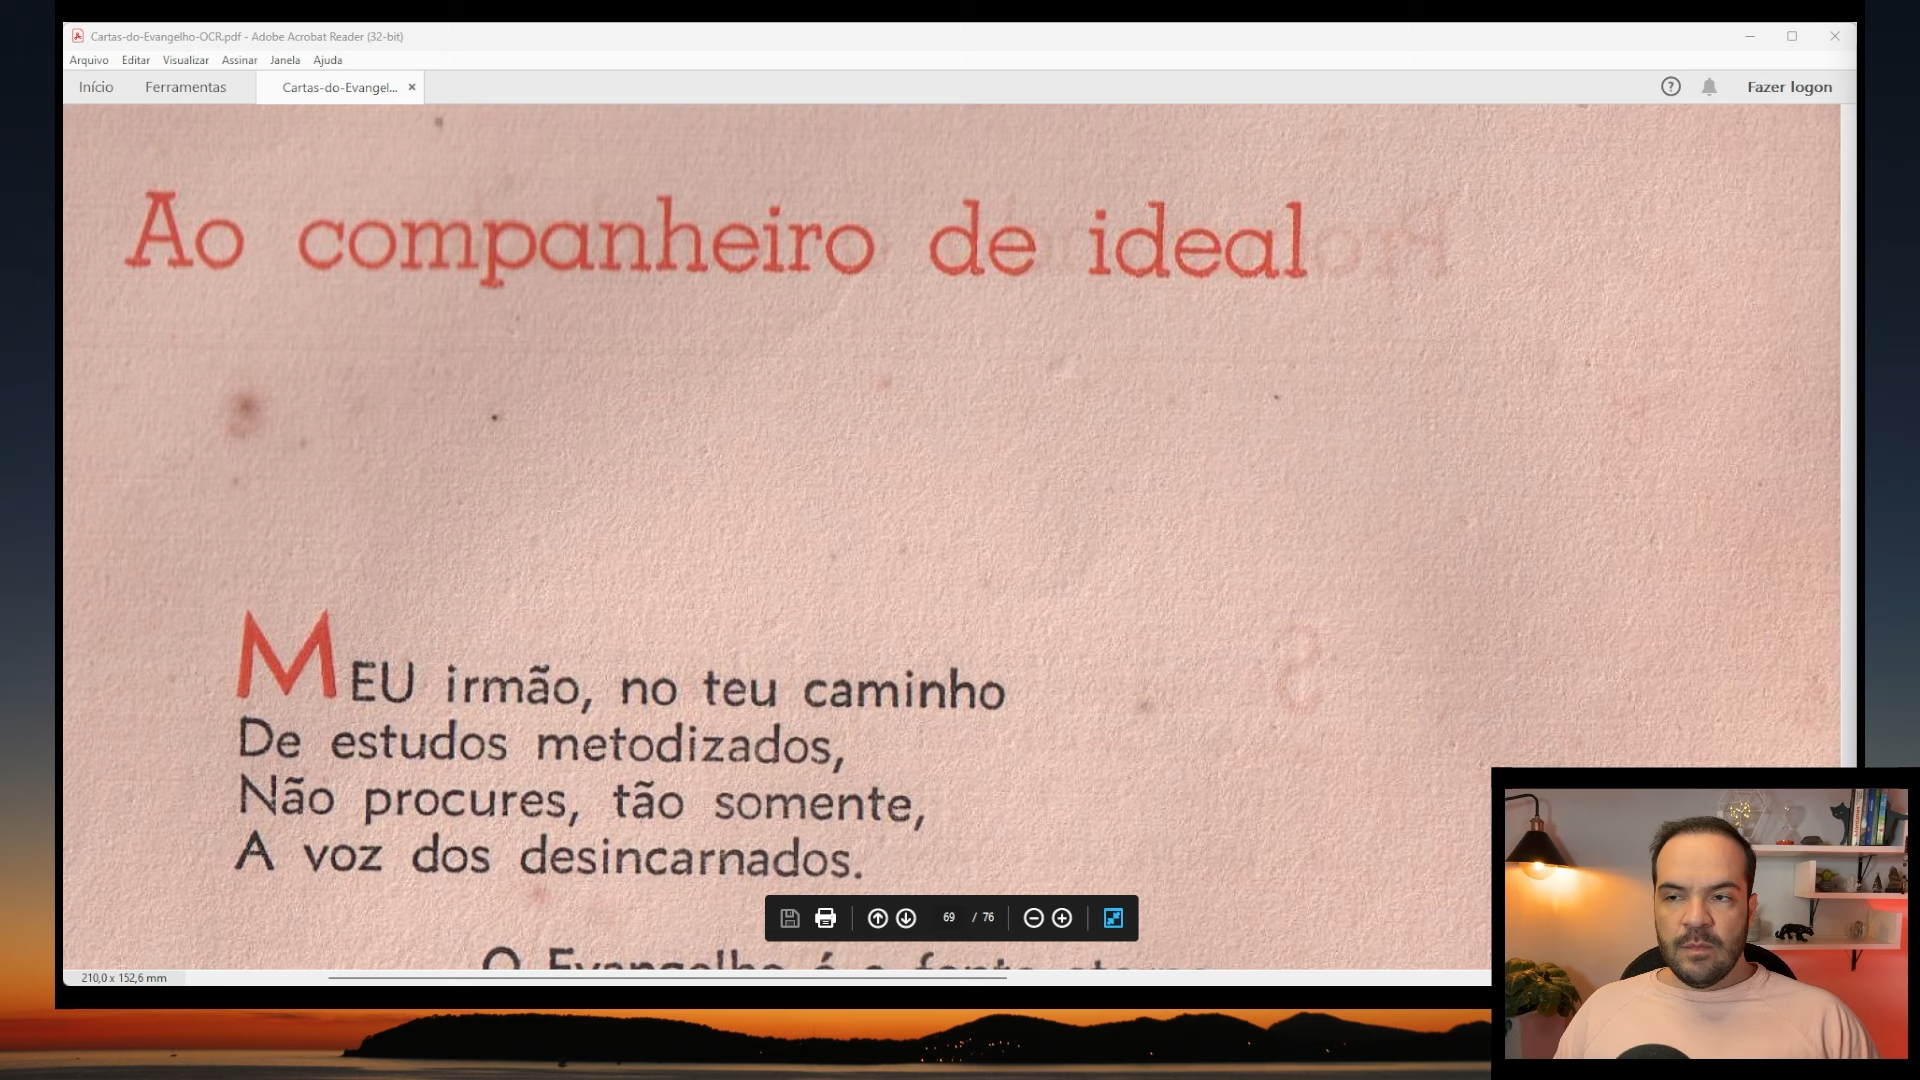 Cartas-do-Evangelho-OCR.pdf - Adobe Acrobat Reader (32-bit)
Arquivo Editar Visualizar Assinar Janela Ajuda
Início Ferramentas Cartas-do-Evangel... × Fazer logon
Ao companheiro de ideal
MEU irmão, no teu caminho
De estudos metodizados,
Não procures, tão somente,
A voz dos desincarnados.
69 / 76
O Evangelho é a fonte
210,0 x 152,6 mm